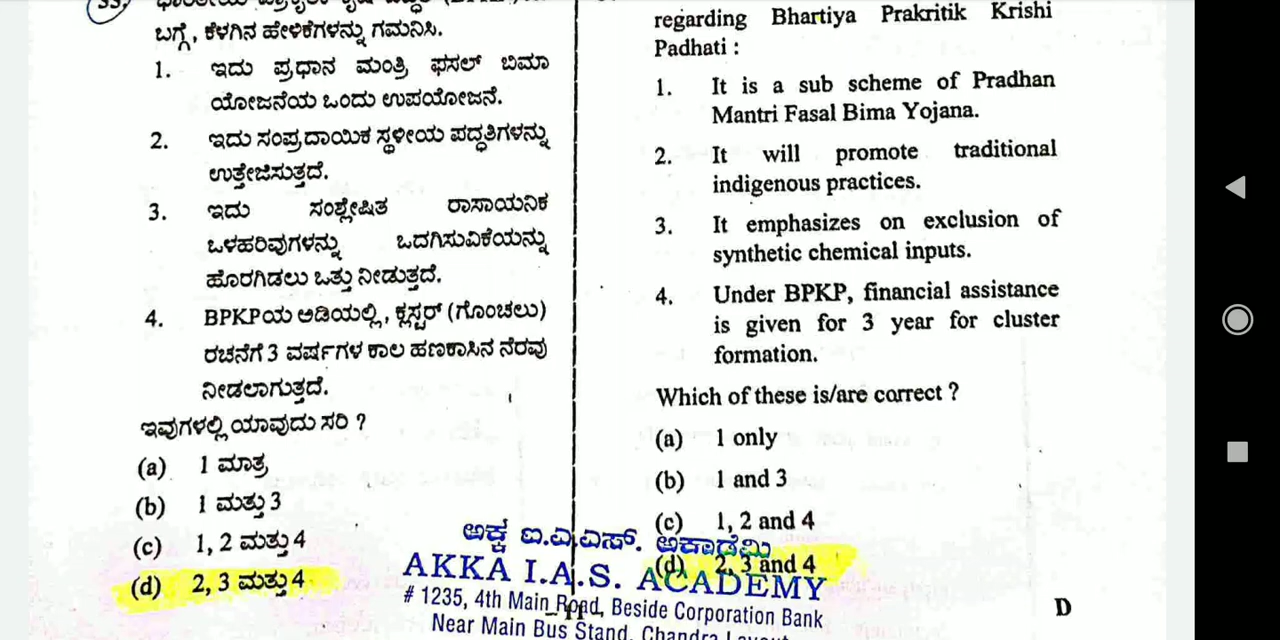 33)
ಬಗ್ಗೆ, ಕೆಳಗಿನ ಹೇಳಿಕೆಗಳನ್ನು ಗಮನಿಸಿ.
1. ಇದು ಪ್ರಧಾನ ಮಂತ್ರಿ ಫಸಲ್ ಬಿಮಾ
ಯೋಜನೆಯ ಒಂದು ಉಪಯೋಜನೆ.
2. ಇದು ಸಂಪ್ರದಾಯಿಕ ಸ್ಥಳೀಯ ಪದ್ಧತಿಗಳನ್ನು
ಉತ್ತೇಜಿಸುತ್ತದೆ.
3. ಇದು ಸಂಶ್ಲೇಷಿತ ರಾಸಾಯನಿಕ
ಒಳಹರಿವುಗಳನ್ನು ಒದಗಿಸುವಿಕೆಯನ್ನು
ಹೊರಗಿಡಲು ಒತ್ತು ನೀಡುತ್ತದೆ.
4. BPKPಯ ಅಡಿಯಲ್ಲಿ, ಕ್ಲಸ್ಟರ್ (ಗೊಂಚಲು)
ರಚನೆಗೆ 3 ವರ್ಷಗಳ ಕಾಲ ಹಣಕಾಸಿನ ನೆರವು
ನೀಡಲಾಗುತ್ತದೆ.
ಇವುಗಳಲ್ಲಿ ಯಾವುದು ಸರಿ ?
(a) 1 ಮಾತ್ರ
(b) 1 ಮತ್ತು 3
(c) 1, 2 ಮತ್ತು 4
(d) 2, 3 ಮತ್ತು 4
regarding Bhartiya Prakritik Krishi
Padhati :
1. It is a sub scheme of Pradhan
Mantri Fasal Bima Yojana.
2. It will promote traditional
indigenous practices.
3. It emphasizes on exclusion of
synthetic chemical inputs.
4. Under BPKP, financial assistance
is given for 3 year for cluster
formation.
Which of these is/are correct ?
(a) 1 only
(b) 1 and 3
(c) 1, 2 and 4
(d) 2, 3 and 4
ಅಕ್ಕ ಐ.ಎ.ಎಸ್. ಅಕಾಡೆಮಿ
AKKA I.A.S. ACADEMY
# 1235, 4th Main Road, Beside Corporation Bank
Near Main Bus Stand, Chandra Layout
– 11 –
D